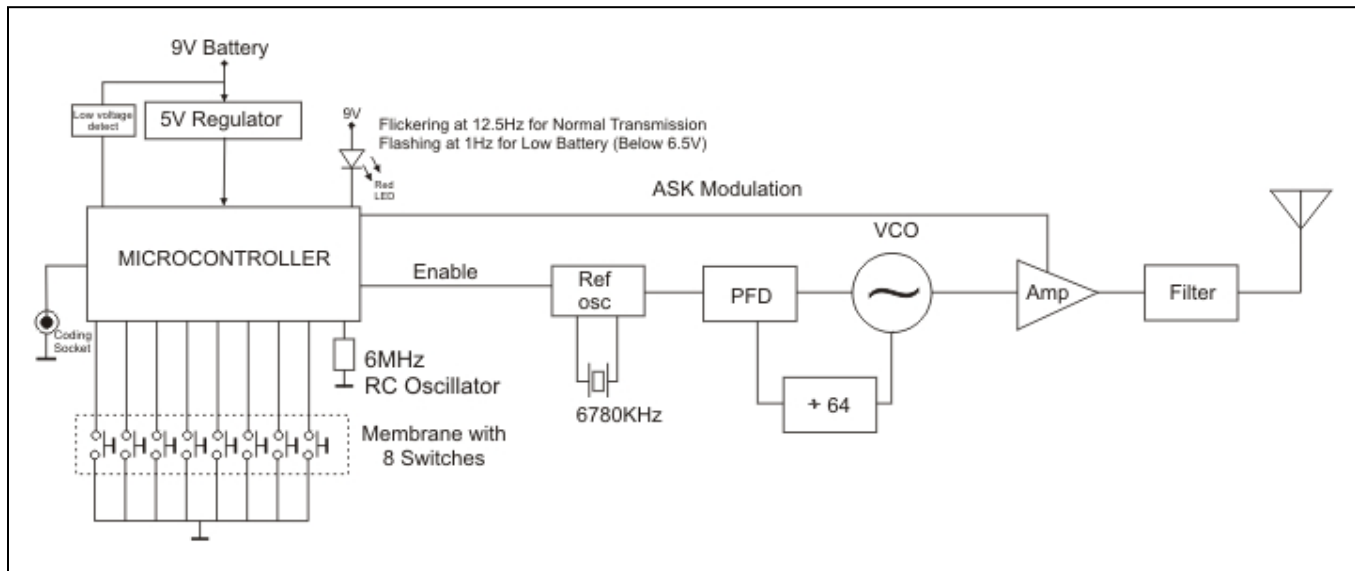 9V Battery
Low voltage
detect
5V Regulator
9V
Flickering at 12.5Hz for Normal Transmission
Flashing at 1Hz for Low Battery (Below 6.5V)
Red
LED
ASK Modulation
MICROCONTROLLER
VCO
Enable
Ref
osc
PFD
Amp
Filter
Coding
Socket
6MHz
RC Oscillator
6780KHz
÷ 64
Membrane with
8 Switches